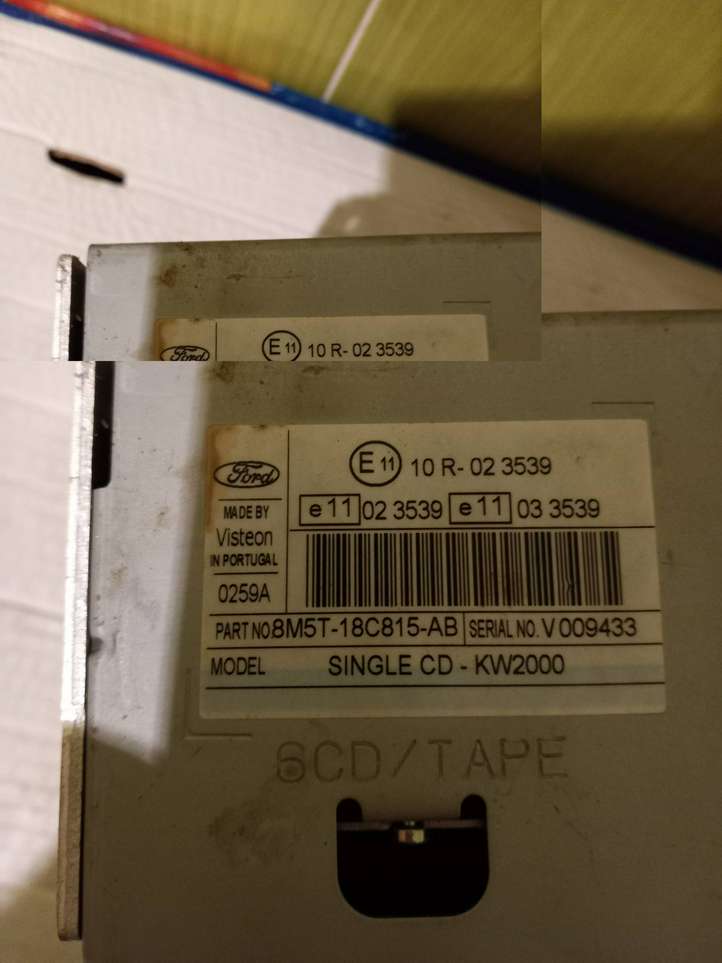 Ford
E 11 10 R- 02 3539
Ford
E 11 10 R- 02 3539
e 11 02 3539 e 11 03 3539
MADE BY
Visteon
IN PORTUGAL
0259A
PART NO. 8M5T-18C815-AB SERIAL NO. V 009433
MODEL SINGLE CD - KW2000
6CD/TAPE